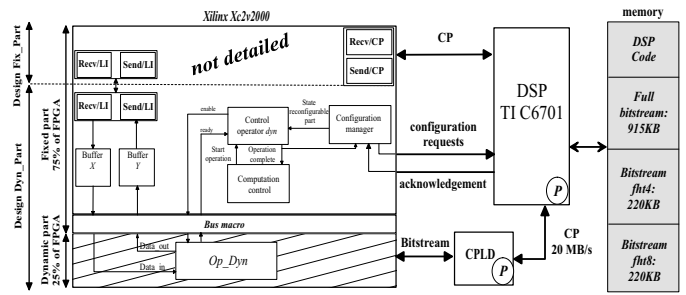 Xilinx Xc2v2000
memory
Design Fix_Part
Recv/LI
Send/LI
not detailed
Recv/CP
Send/CP
CP
DSP
Code
Design Dyn_Part
Fixed part
75% of FPGA
Recv/LI
Send/LI
DSP
TI C6701
Full
bitstream:
915KB
enable
ready
Control
operator dyn
State
reconfigurable
part
Configuration
manager
configuration
requests
Buffer
X
Buffer
Y
Start
operation
Operation
complete
Computation
control
acknowledgement
Bitstream
fht4:
220KB
P
Bus macro
Dynamic part
25% of FPGA
Data_out
Data_in
Op_Dyn
Bitstream
CPLD
P
CP
20 MB/s
Bitstream
fht8:
220KB